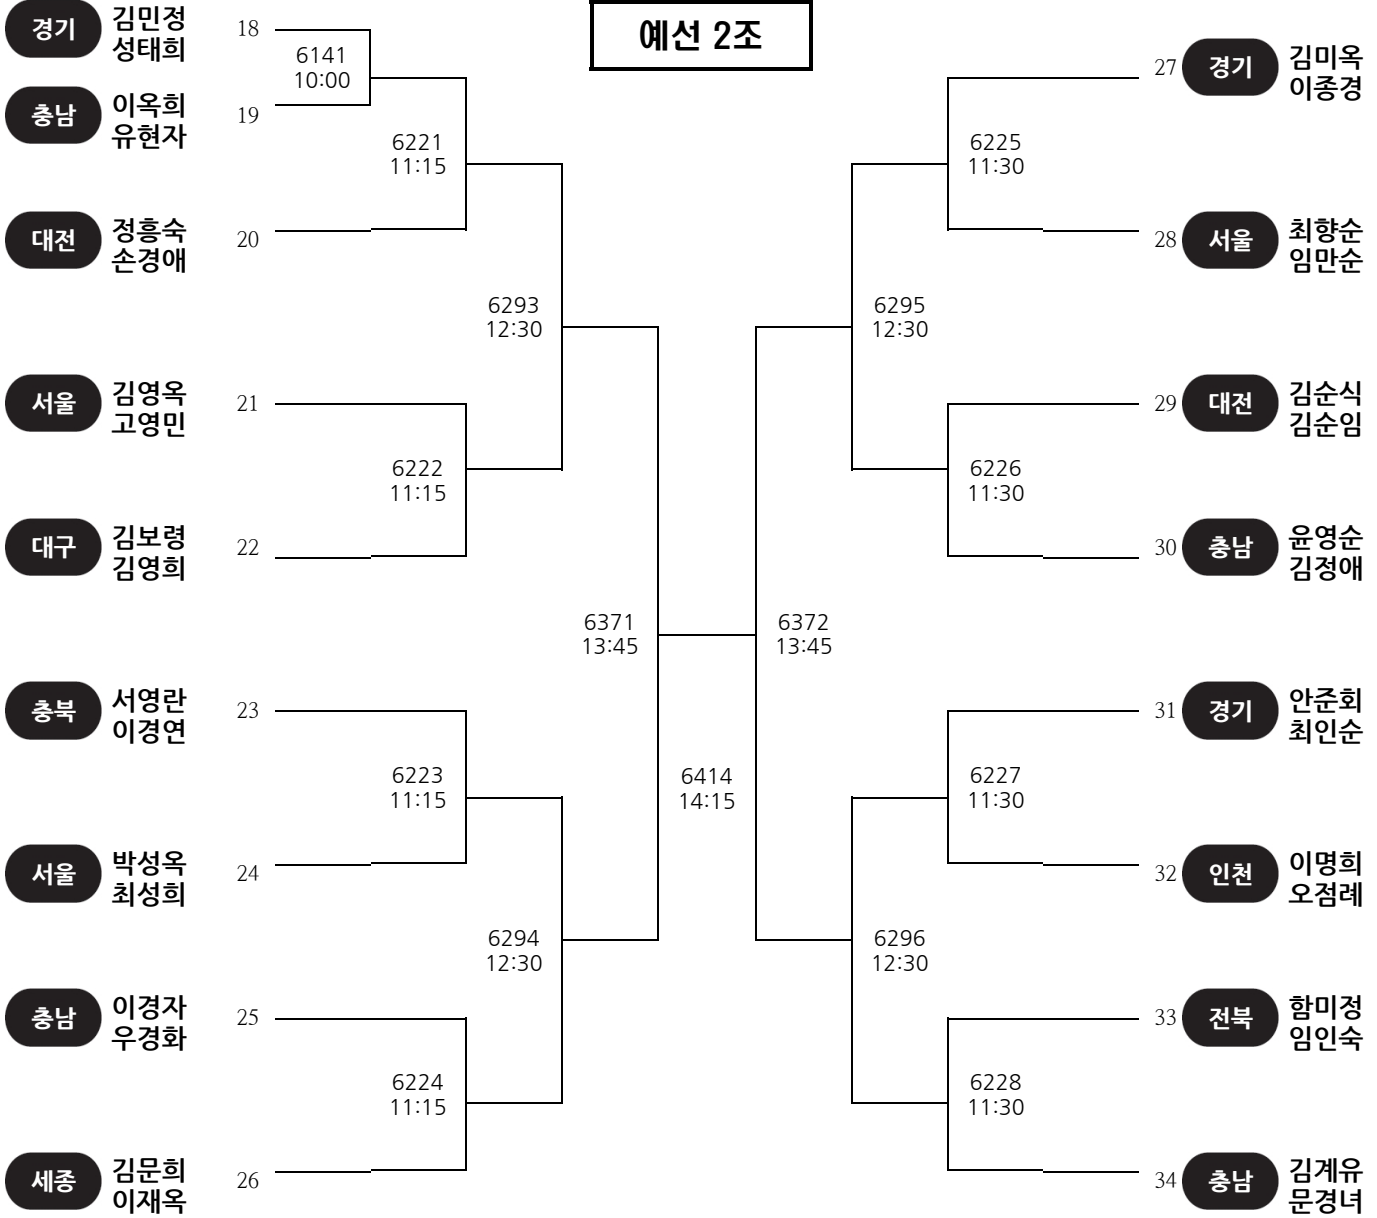 예선 2조
경기
김민정
성태희
18
6141
10:00
충남
이옥희
유현자
19
6221
11:15
대전
정흥숙
손경애
20
6293
12:30
서울
김영옥
고영민
21
6222
11:15
대구
김보령
김영희
22
6371
13:45
충북
서영란
이경연
23
6223
11:15
서울
박성옥
최성희
24
6294
12:30
충남
이경자
우경화
25
6224
11:15
세종
김문희
이재옥
26
6414
14:15
27
경기
김미옥
이종경
6225
11:30
28
서울
최향순
임만순
6295
12:30
29
대전
김순식
김순임
6226
11:30
30
충남
윤영순
김정애
6372
13:45
31
경기
안준회
최인순
6227
11:30
32
인천
이명희
오점례
6296
12:30
33
전북
함미정
임인숙
6228
11:30
34
충남
김계유
문경녀